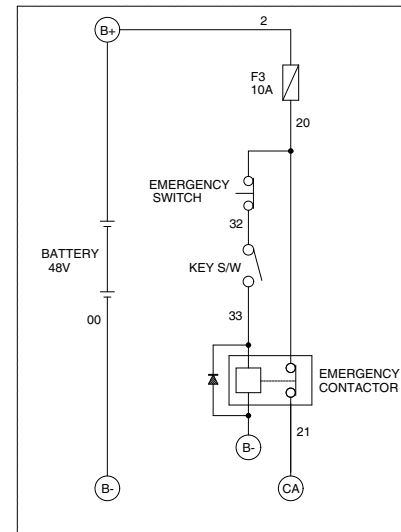 B+
2
F3
10A
20
EMERGENCY
SWITCH
32
BATTERY
48V
KEY S/W
00
33
EMERGENCY
CONTACTOR
B-
21
B-
CA